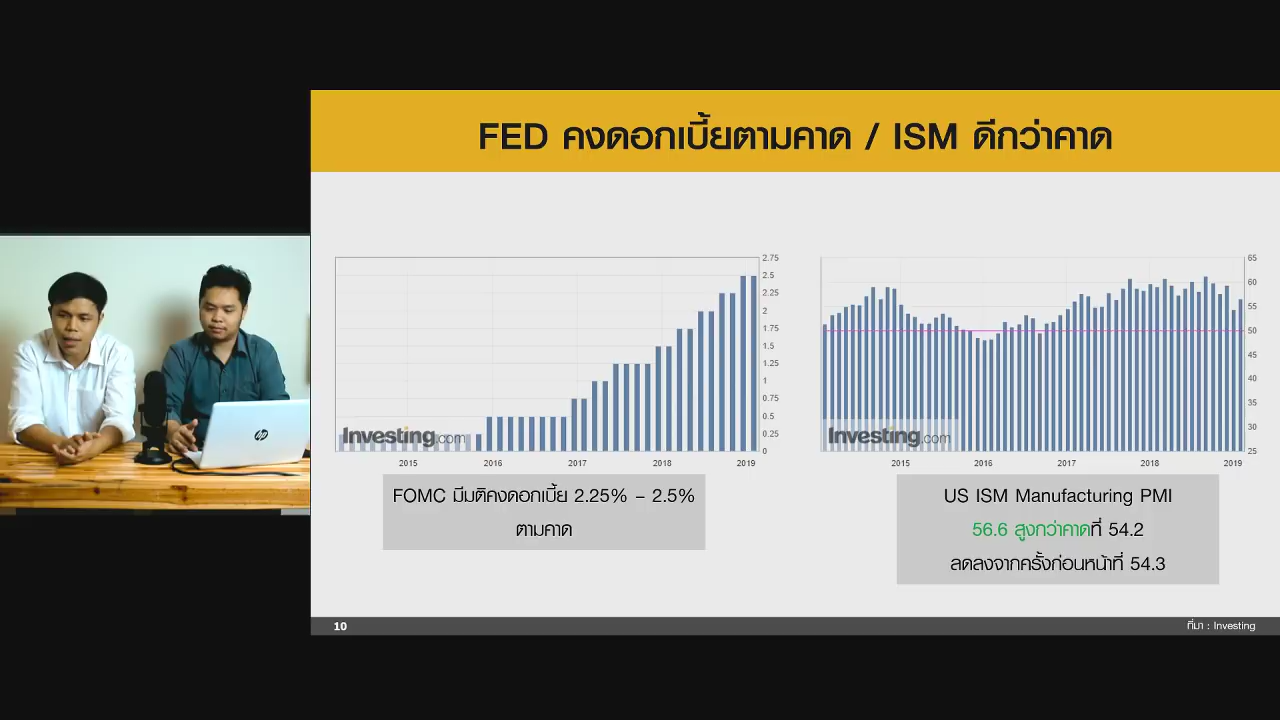 FED คงดอกเบี้ยตามคาด / ISM ดีกว่าคาด
2.75
2.5
2.25
2
1.75
1.5
1.25
1
0.75
0.5
0.25
0
Investing.com
2015 2016 2017 2018 2019
65
60
55
50
45
40
35
30
25
Investing.com
2015 2016 2017 2018 2019
FOMC มีมติคงดอกเบี้ย 2.25% – 2.5%
ตามคาด
US ISM Manufacturing PMI
56.6 สูงกว่าคาดที่ 54.2
ลดลงจากครั้งก่อนหน้าที่ 54.3
10
ที่มา : Investing
hp